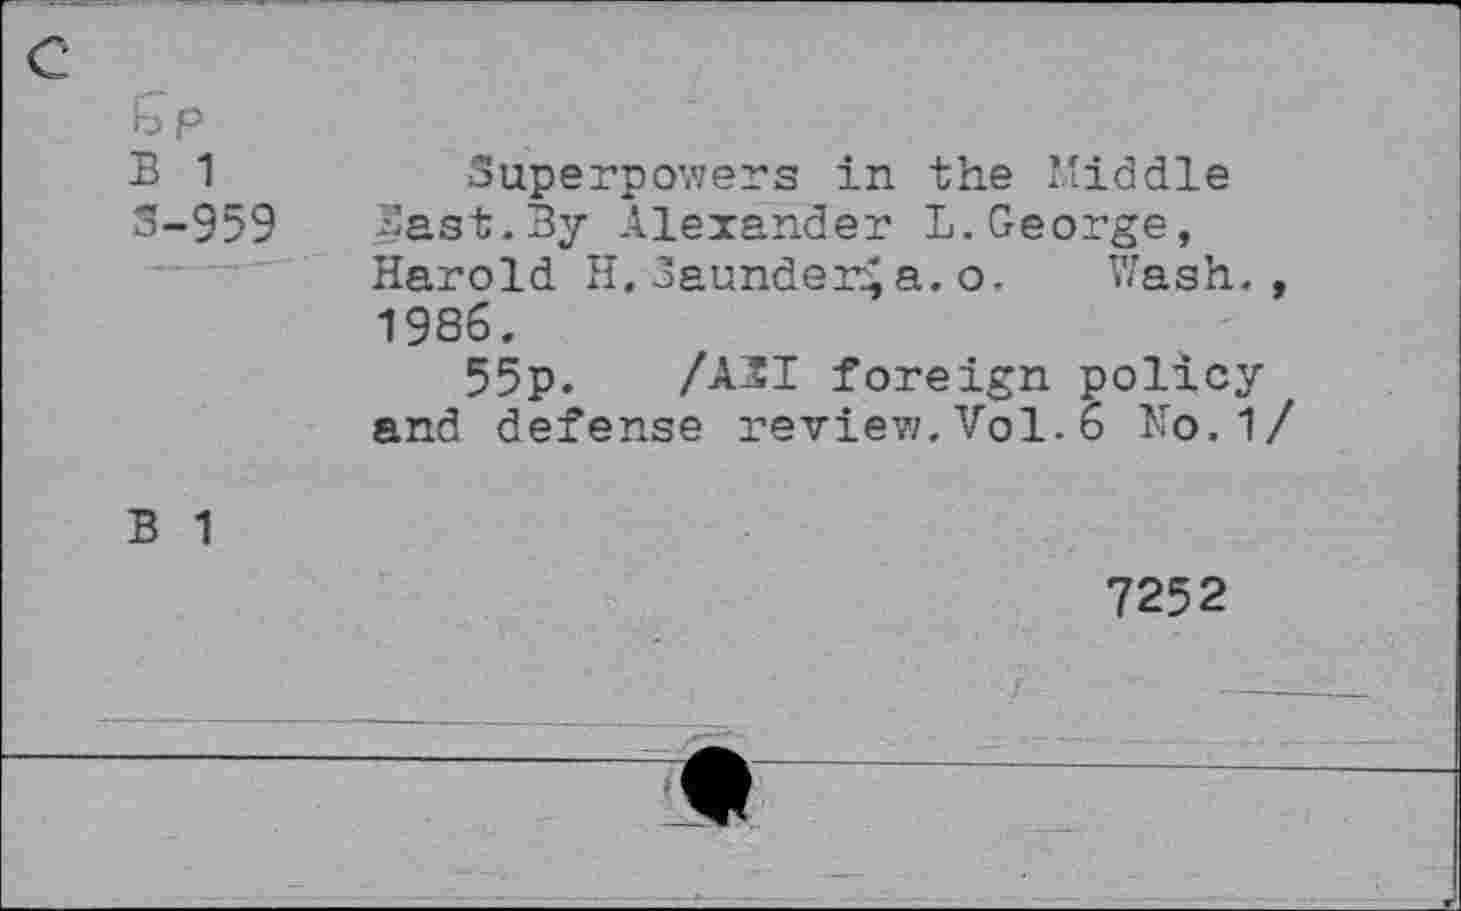 C
Бр
B 1
S-959
Superpowers in the Middle
East.By Alexander L.George,
Harold H.Saunders,a.o. Wash.,
1986.
55p. /AEI foreign policy
and defense review.Vol.6 No.1/
B 1
7252